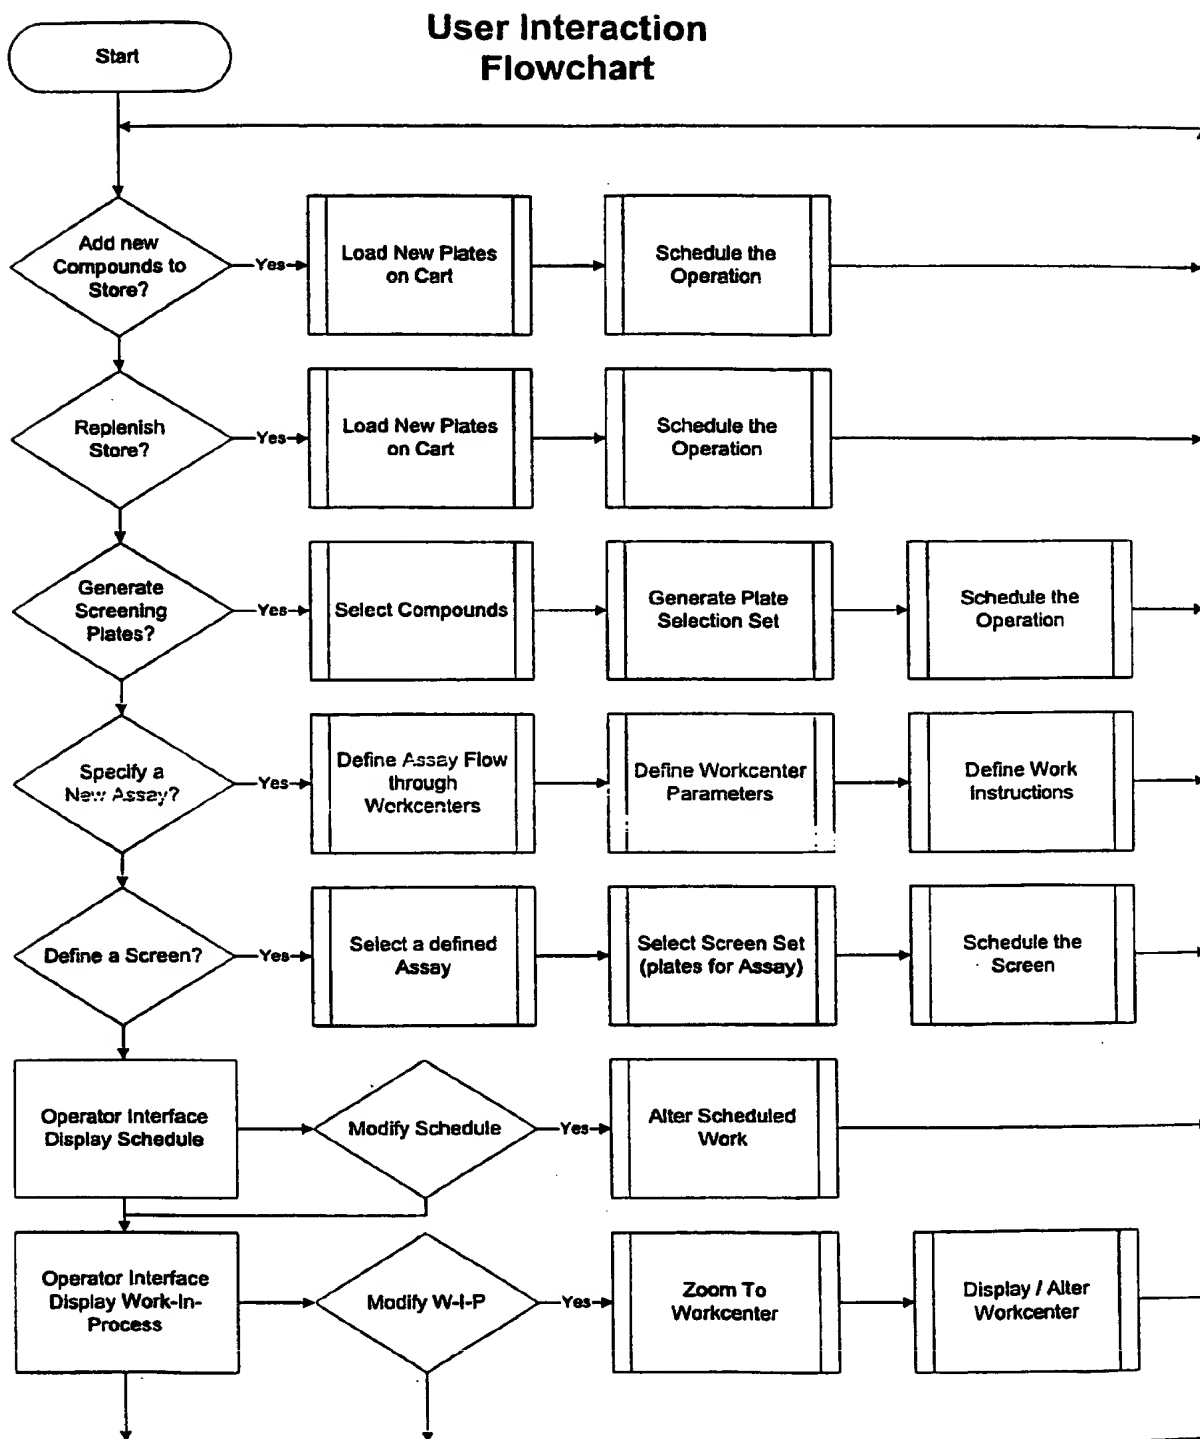 User Interaction
Flowchart
Start
Add new
Compounds to
Store?
Yes
Load New Plates
on Cart
Schedule the
Operation
Replenish
Store?
Yes
Load New Plates
on Cart
Schedule the
Operation
Generate
Screening
Plates?
Yes
Select Compounds
Generate Plate
Selection Set
Schedule the
Operation
Specify a
New Assay?
Yes
Define Assay Flow
through
Workcenters
Define Workcenter
Parameters
Define Work
Instructions
Define a Screen?
Yes
Select a defined
Assay
Select Screen Set
(plates for Assay)
Schedule the
Screen
Operator Interface
Display Schedule
Modify Schedule
Yes
Alter Scheduled
Work
Operator Interface
Display Work-In-
Process
Modify W-I-P
Yes
Zoom To
Workcenter
Display / Alter
Workcenter